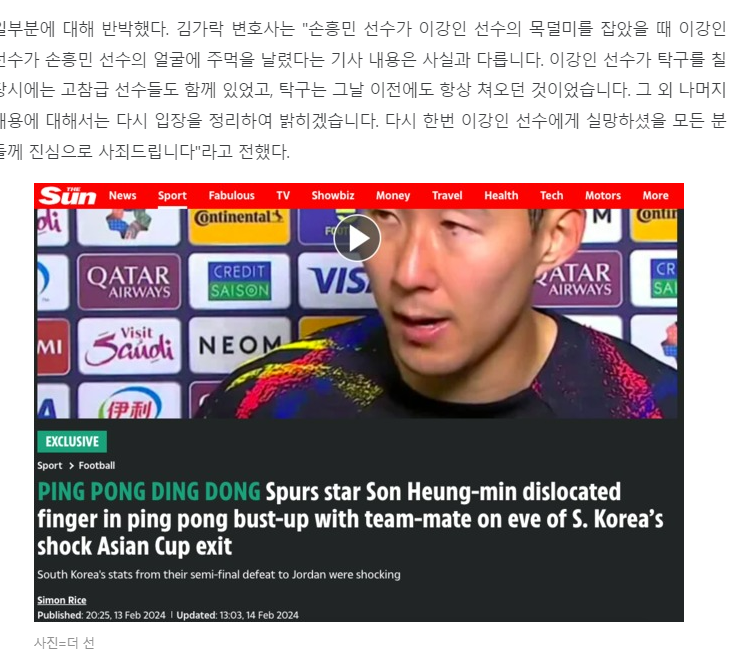 일부분에 대해 반박했다. 김가락 변호사는 "손흥민 선수가 이강인 선수의 목덜미를 잡았을 때 이강인
선수가 손흥민 선수의 얼굴에 주먹을 날렸다는 기사 내용은 사실과 다릅니다. 이강인 선수가 탁구를 칠
당시에는 고참급 선수들도 함께 있었고, 탁구는 그날 이전에도 항상 쳐오던 것이었습니다. 그 외 나머지
내용에 대해서는 다시 입장을 정리하여 밝히겠습니다. 다시 한번 이강인 선수에게 실망하셨을 모든 분
들께 진심으로 사죄드립니다"라고 전했다.
THE Sun News Sport Fabulous TV Showbiz Money Travel Health Tech Motors More
Continental
QATAR AIRWAYS
CREDIT SAISON
VISA
QATAR AIRWAYS
Visit Saudi
NEOM
伊利
EXCLUSIVE
Sport > Football
PING PONG DING DONG Spurs star Son Heung-min dislocated
finger in ping pong bust-up with team-mate on eve of S. Korea's
shock Asian Cup exit
South Korea's stats from their semi-final defeat to Jordan were shocking
Simon Rice
Published: 20:25, 13 Feb 2024 | Updated: 13:03, 14 Feb 2024
사진=더 선